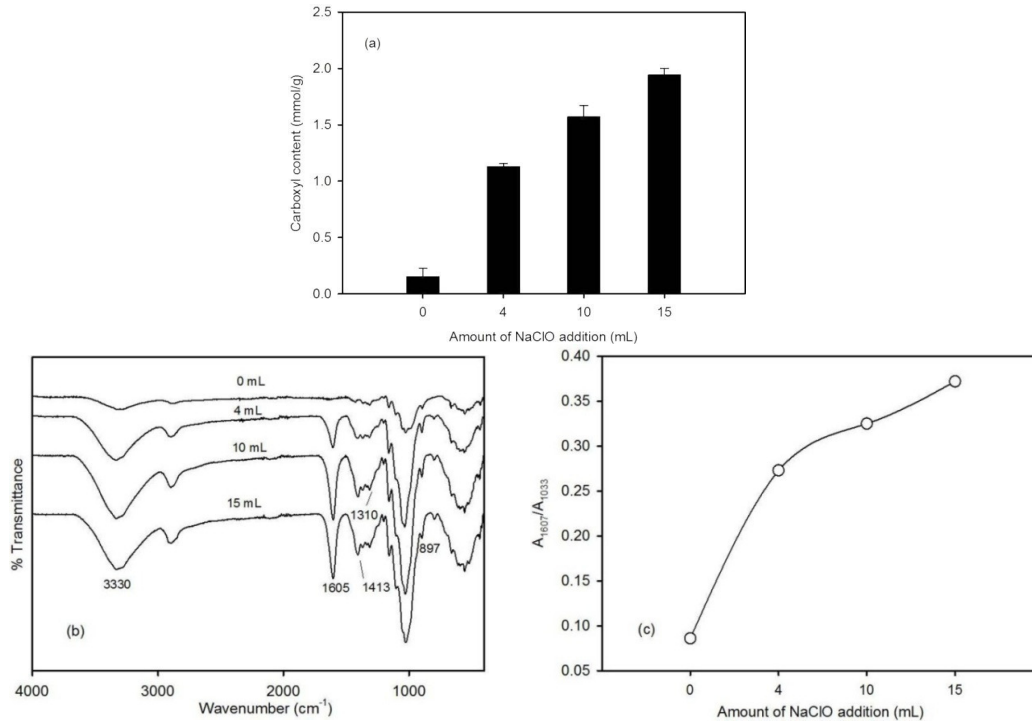 (a)
Carboxyl content (mmol/g)
2.5
2.0
1.5
1.0
0.5
0.0
0 4 10 15
Amount of NaClO addition (mL)
(b)
% Transmittance
0 mL
4 mL
10 mL
15 mL
1310
897
3330
1605
1413
4000 3000 2000 1000
Wavenumber (cm⁻¹)
(c)
A₁₆₀₇/A₁₀₃₃
0.40
0.35
0.30
0.25
0.20
0.15
0.10
0.05
0 4 10 15
Amount of NaClO addition (mL)